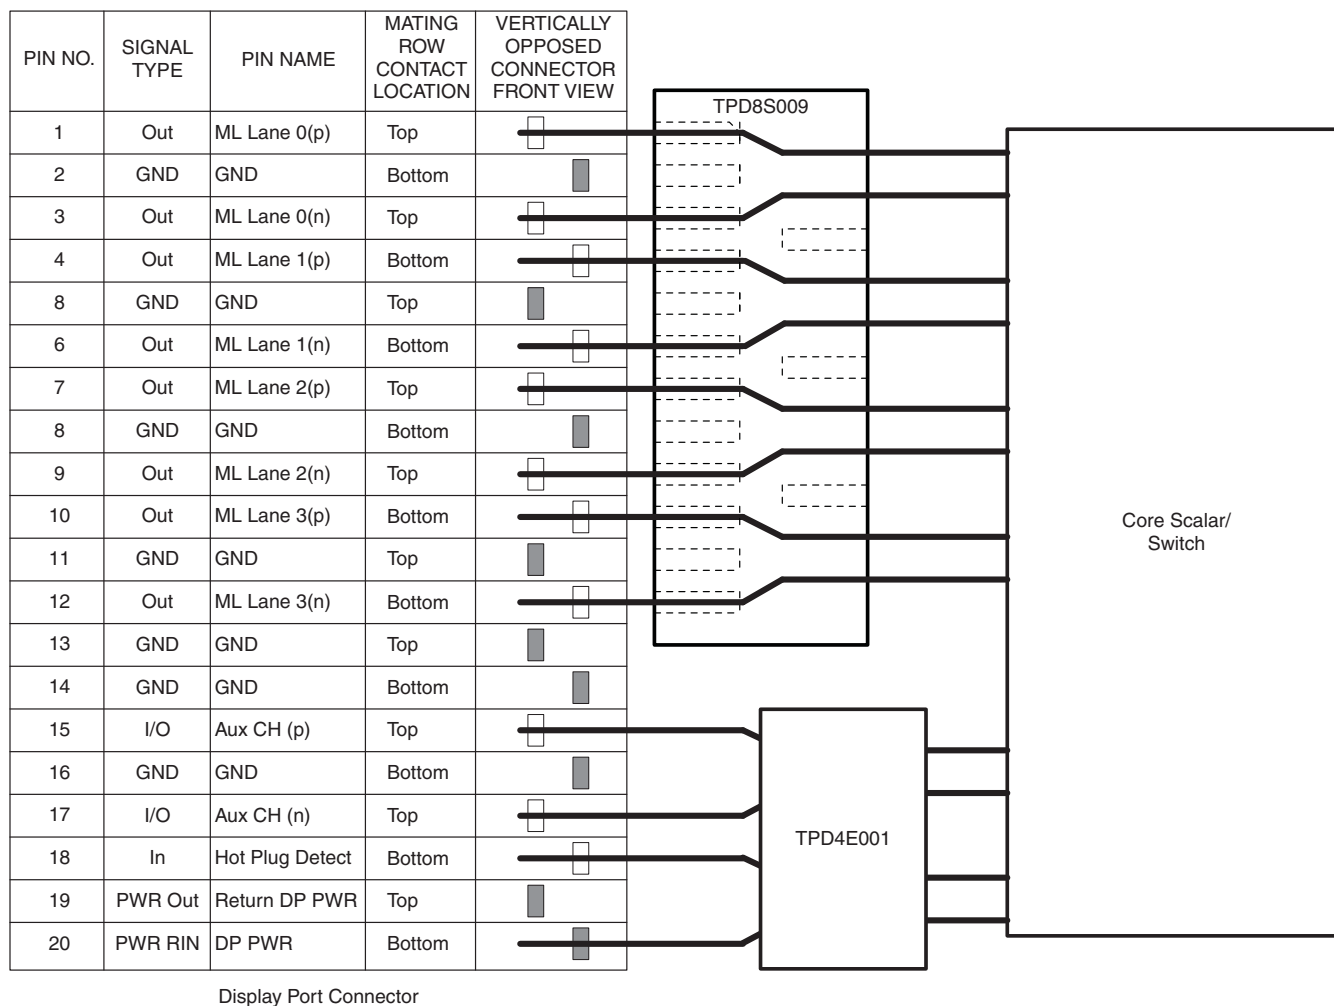 PIN NO. SIGNAL TYPE PIN NAME MATING ROW CONTACT LOCATION VERTICALLY OPPOSED CONNECTOR FRONT VIEW
1 Out ML Lane 0(p) Top
2 GND GND Bottom
3 Out ML Lane 0(n) Top
4 Out ML Lane 1(p) Bottom
8 GND GND Top
6 Out ML Lane 1(n) Bottom
7 Out ML Lane 2(p) Top
8 GND GND Bottom
9 Out ML Lane 2(n) Top
10 Out ML Lane 3(p) Bottom
11 GND GND Top
12 Out ML Lane 3(n) Bottom
13 GND GND Top
14 GND GND Bottom
15 I/O Aux CH (p) Top
16 GND GND Bottom
17 I/O Aux CH (n) Top
18 In Hot Plug Detect Bottom
19 PWR Out Return DP PWR Top
20 PWR RIN DP PWR Bottom
Display Port Connector
TPD8S009
TPD4E001
Core Scalar/
Switch